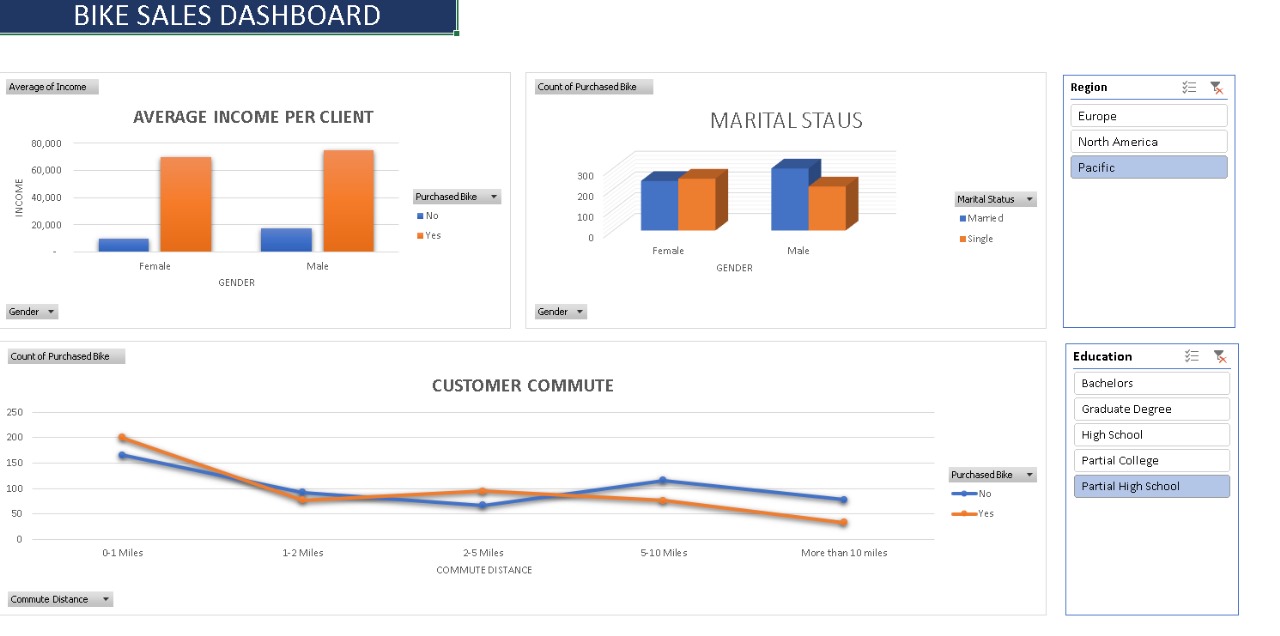 BIKE SALES DASHBOARD
Average of Income
AVERAGE INCOME PER CLIENT
80,000
60,000
40,000
20,000
-
INCOME
Female
Male
GENDER
Purchased Bike
No
Yes
Gender
Count of Purchased Bike
MARITAL STAUS
300
200
100
0
Female
Male
GENDER
Marital Status
Married
Single
Gender
Region
Europe
North America
Pacific
Count of Purchased Bike
CUSTOMER COMMUTE
250
200
150
100
50
0
0-1 Miles
1-2 Miles
2-5 Miles
5-10 Miles
More than 10 miles
COMMUTE DISTANCE
Purchased Bike
No
Yes
Commute Distance
Education
Bachelors
Graduate Degree
High School
Partial College
Partial High School